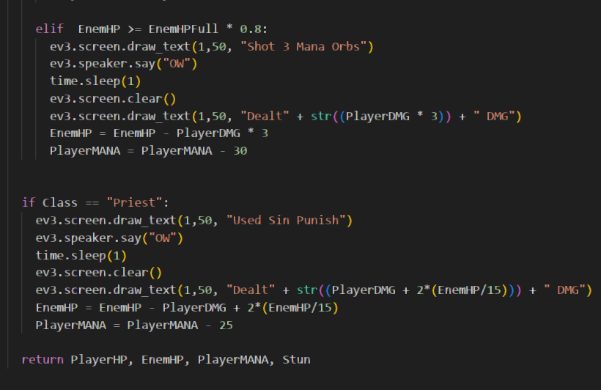 elif  EnemHP >= EnemHPFull * 0.8:
ev3.screen.draw_text(1,50, "Shot 3 Mana Orbs")
ev3.speaker.say("OW")
time.sleep(1)
ev3.screen.clear()
ev3.screen.draw_text(1,50, "Dealt" + str((PlayerDMG * 3)) + " DMG")
EnemHP = EnemHP - PlayerDMG * 3
PlayerMANA = PlayerMANA - 30
if Class == "Priest":
ev3.screen.draw_text(1,50, "Used Sin Punish")
ev3.speaker.say("OW")
time.sleep(1)
ev3.screen.clear()
ev3.screen.draw_text(1,50, "Dealt" + str((PlayerDMG + 2*(EnemHP/15))) + " DMG")
EnemHP = EnemHP - PlayerDMG + 2*(EnemHP/15)
PlayerMANA = PlayerMANA - 25
return PlayerHP, EnemHP, PlayerMANA, Stun